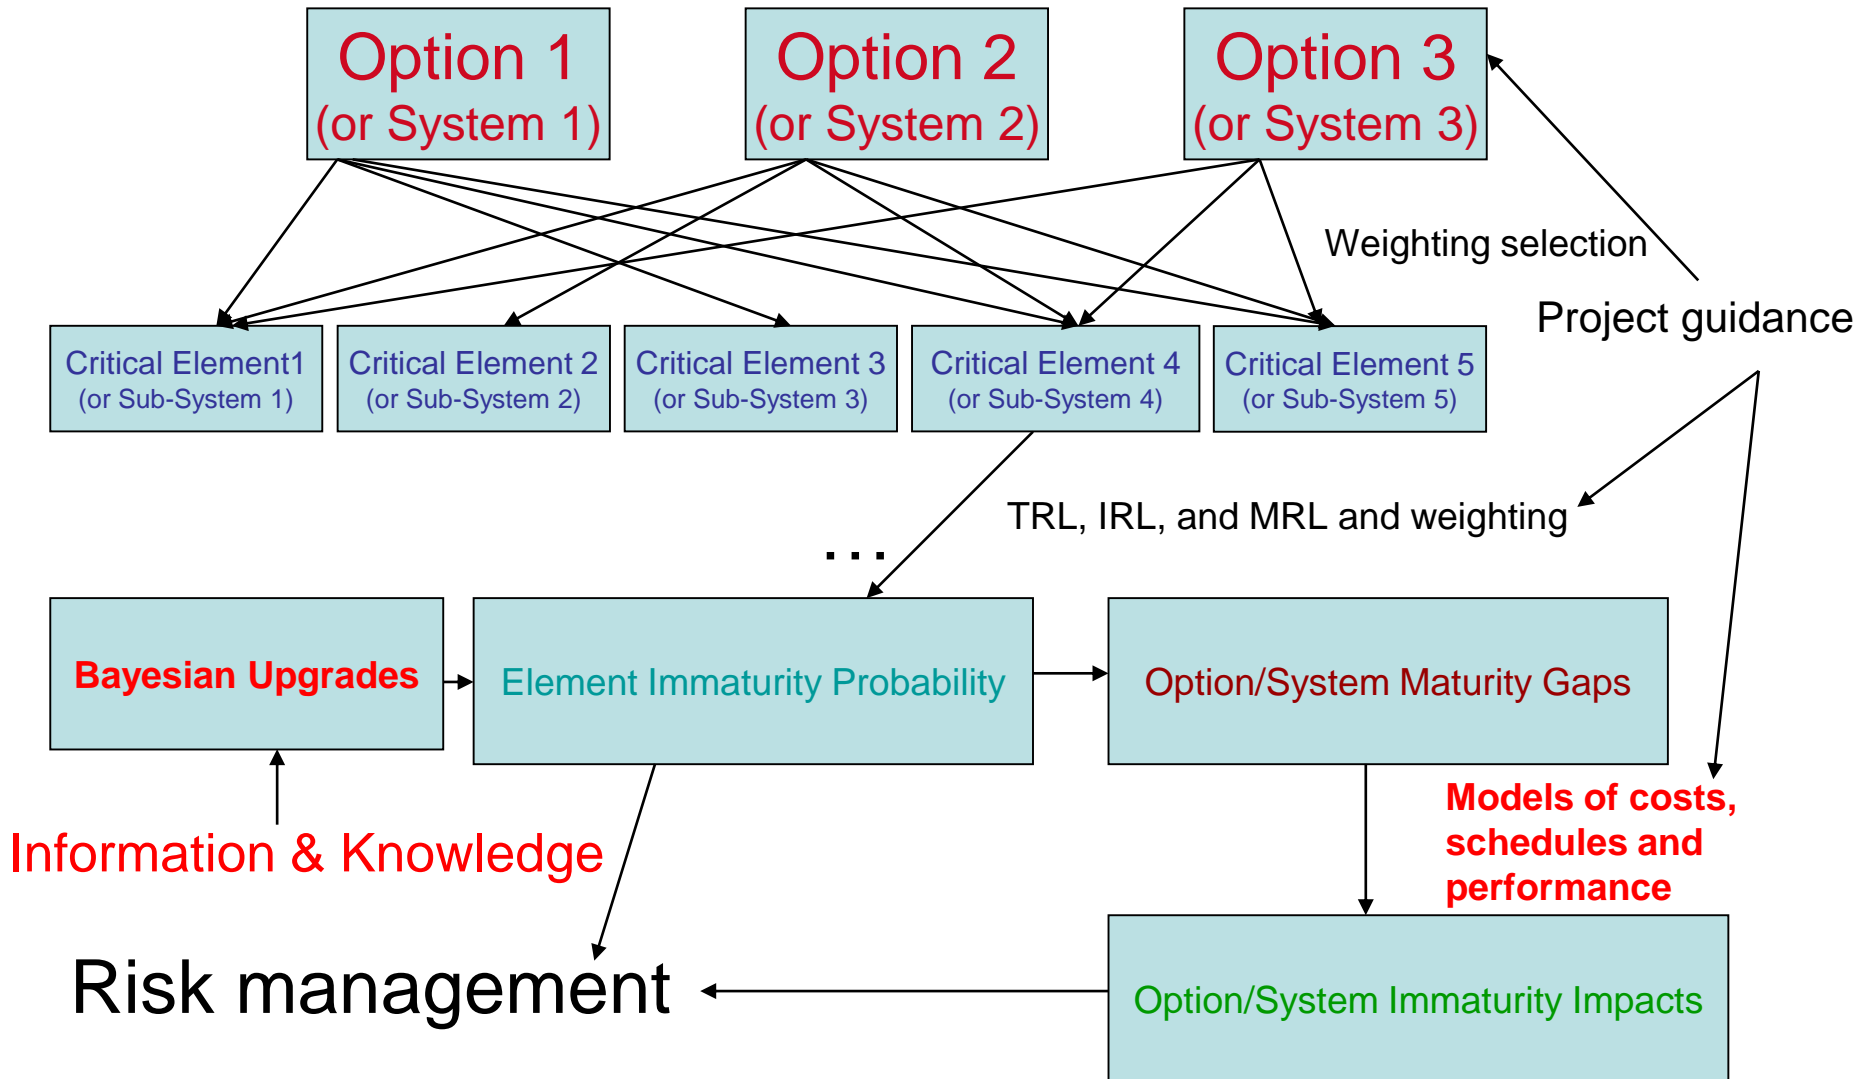 Option 1
(or System 1)
Option 2
(or System 2)
Option 3
(or System 3)
Weighting selection
Project guidance
Critical Element1
(or Sub-System 1)
Critical Element 2
(or Sub-System 2)
Critical Element 3
(or Sub-System 3)
Critical Element 4
(or Sub-System 4)
Critical Element 5
(or Sub-System 5)
TRL, IRL, and MRL and weighting
...
Bayesian Upgrades
Element Immaturity Probability
Option/System Maturity Gaps
Information & Knowledge
Models of costs,
schedules and
performance
Risk management
Option/System Immaturity Impacts